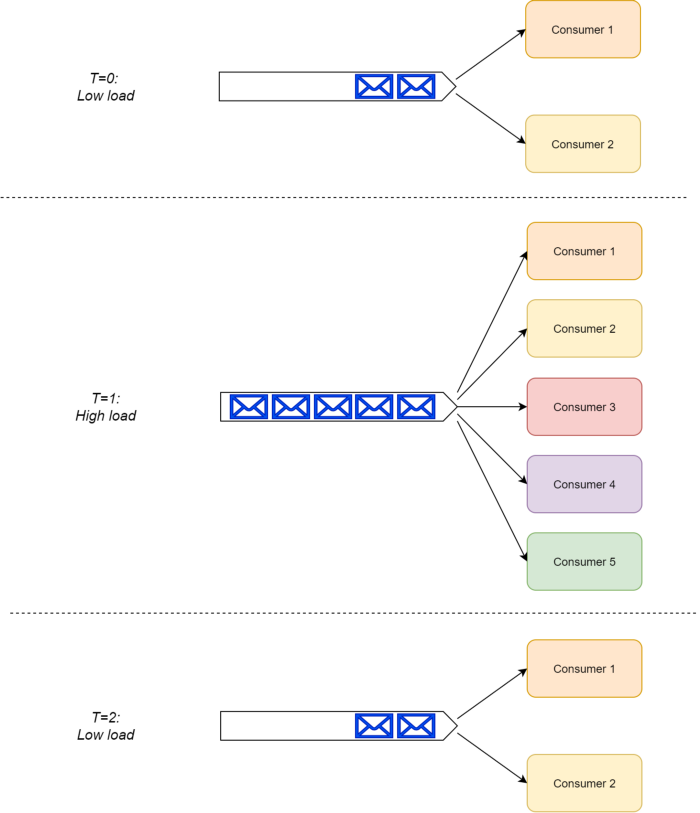 T=0:
Low load
Consumer 1
Consumer 2
T=1:
High load
Consumer 1
Consumer 2
Consumer 3
Consumer 4
Consumer 5
T=2:
Low load
Consumer 1
Consumer 2